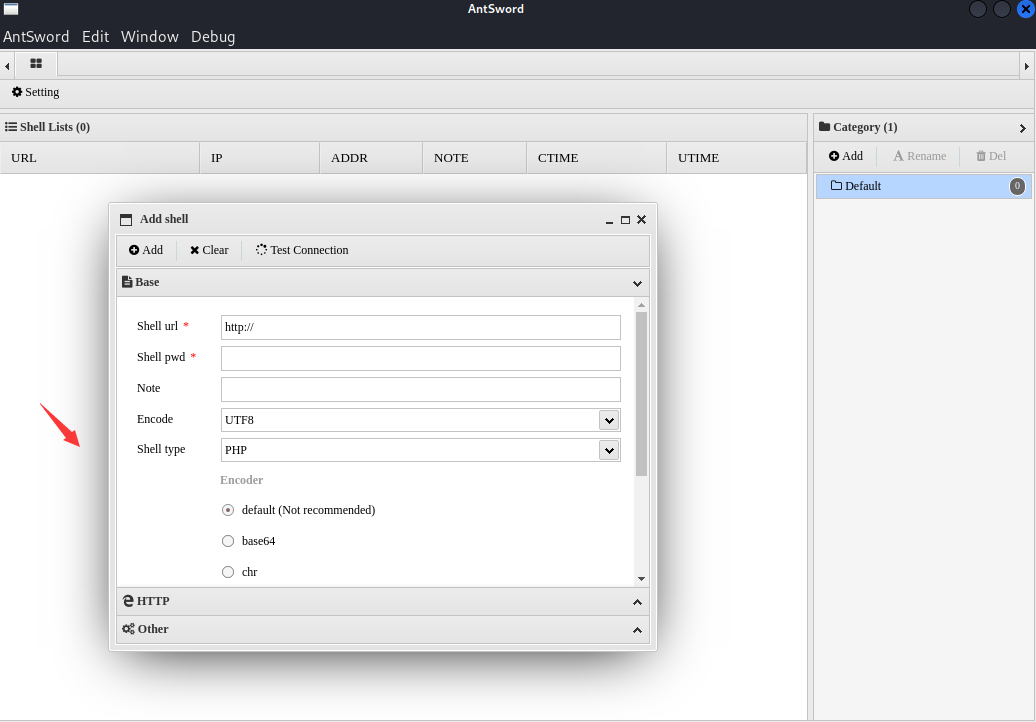 AntSword
AntSword Edit Window Debug
Setting
Shell Lists (0)
Category (1)
URL IP ADDR NOTE CTIME UTIME
Add Rename Del
Default 0
Add shell
Add Clear Test Connection
Base
Shell url * http://
Shell pwd *
Note
Encode UTF8
Shell type PHP
Encoder
default (Not recommended)
base64
chr
HTTP
Other